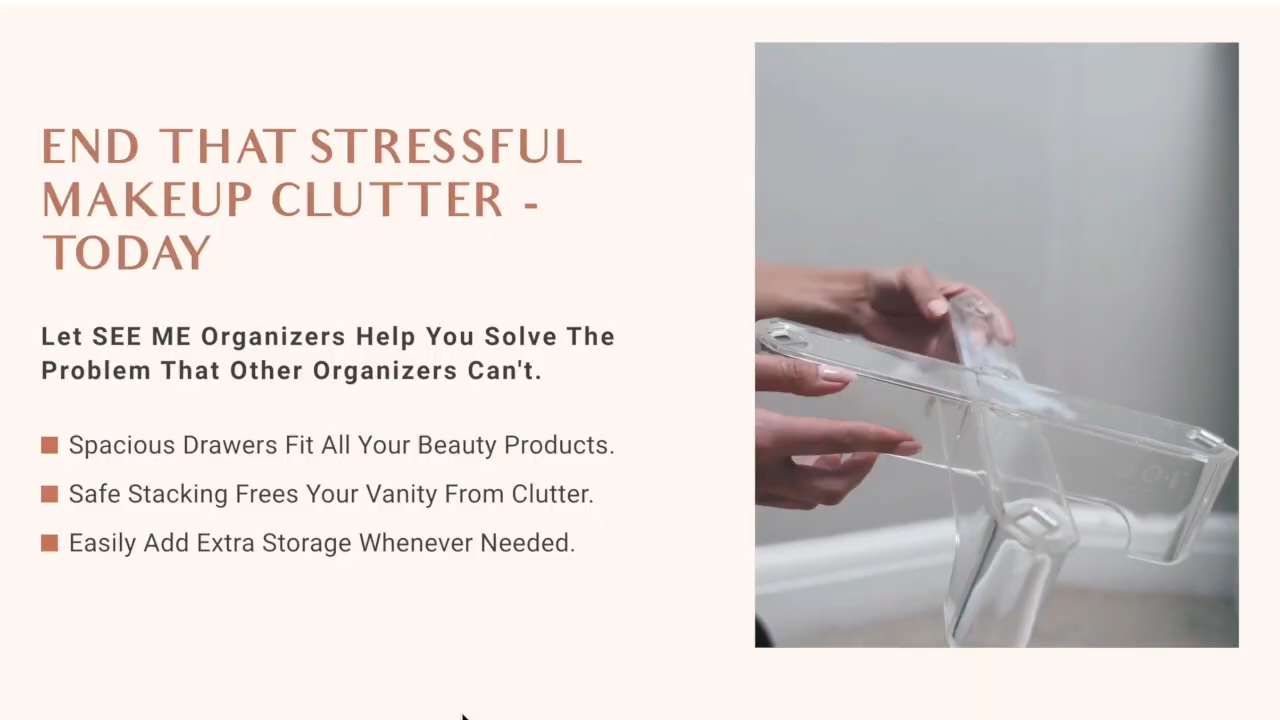 END THAT STRESSFUL
MAKEUP CLUTTER -
TODAY
Let SEE ME Organizers Help You Solve The
Problem That Other Organizers Can't.
Spacious Drawers Fit All Your Beauty Products.
Safe Stacking Frees Your Vanity From Clutter.
Easily Add Extra Storage Whenever Needed.